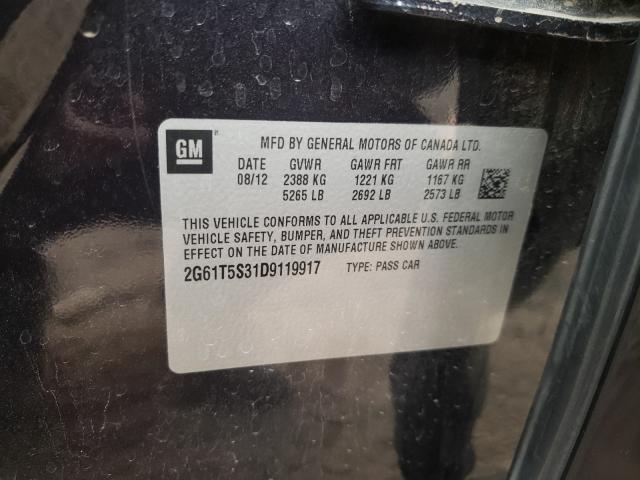 GM MFD BY GENERAL MOTORS OF CANADA LTD.
DATE GVWR GAWR FRT GAWR RR
08/12 2388 KG 1221 KG 1167 KG
5265 LB 2692 LB 2573 LB
THIS VEHICLE CONFORMS TO ALL APPLICABLE U.S. FEDERAL MOTOR
VEHICLE SAFETY, BUMPER, AND THEFT PREVENTION STANDARDS IN
EFFECT ON THE DATE OF MANUFACTURE SHOWN ABOVE.
2G61T5S31D9119917 TYPE: PASS CAR